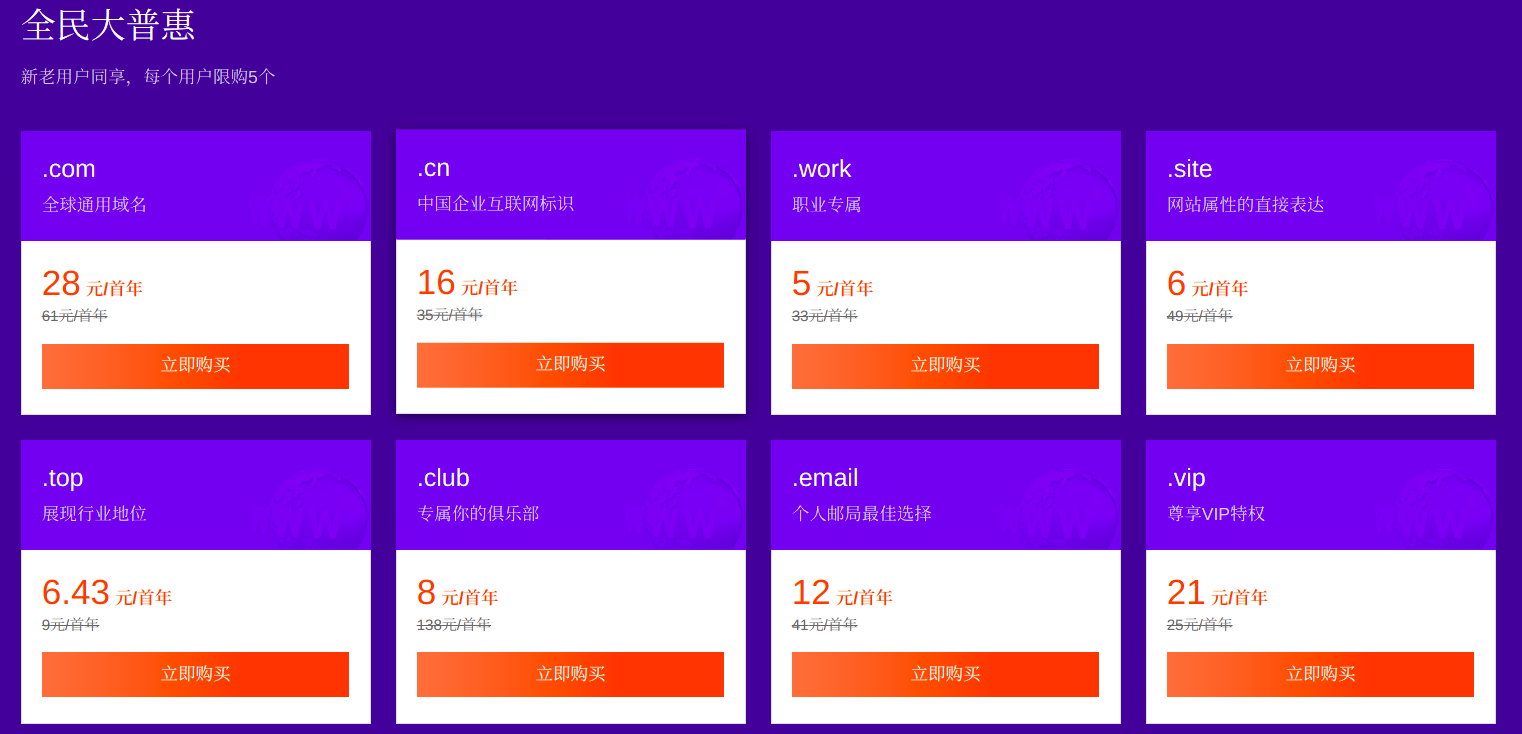 全民大普惠
新老用户同享，每个用户限购5个
.com
全球通用域名
28 元/首年
61元/首年
立即购买
.cn
中国企业互联网标识
16 元/首年
35元/首年
立即购买
.work
职业专属
5 元/首年
33元/首年
立即购买
.site
网站属性的直接表达
6 元/首年
49元/首年
立即购买
.top
展现行业地位
6.43 元/首年
9元/首年
立即购买
.club
专属你的俱乐部
8 元/首年
138元/首年
立即购买
.email
个人邮局最佳选择
12 元/首年
41元/首年
立即购买
.vip
尊享VIP特权
21 元/首年
25元/首年
立即购买